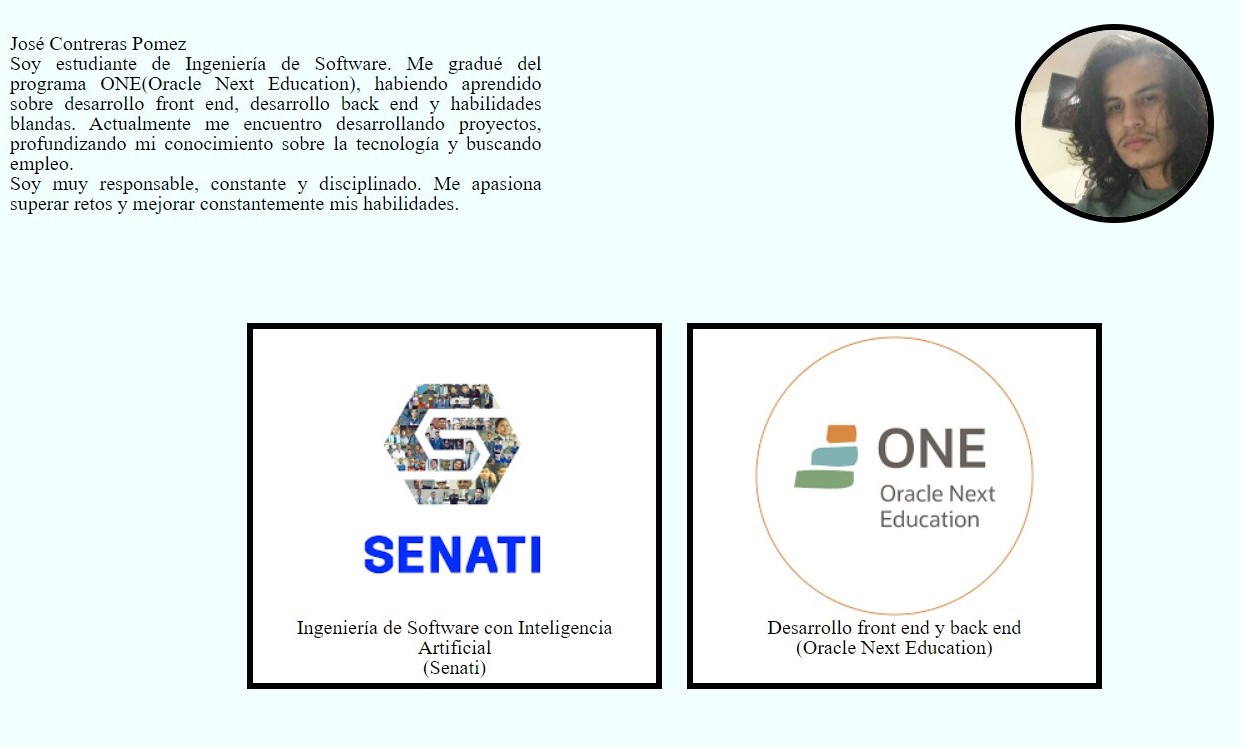 José Contreras Pomez
Soy estudiante de Ingeniería de Software. Me gradué del
programa ONE(Oracle Next Education), habiendo aprendido
sobre desarrollo front end, desarrollo back end y habilidades
blandas. Actualmente me encuentro desarrollando proyectos,
profundizando mi conocimiento sobre la tecnología y buscando
empleo.
Soy muy responsable, constante y disciplinado. Me apasiona
superar retos y mejorar constantemente mis habilidades.
SENATI
Ingeniería de Software con Inteligencia
Artificial
(Senati)
ONE
Oracle Next
Education
Desarrollo front end y back end
(Oracle Next Education)